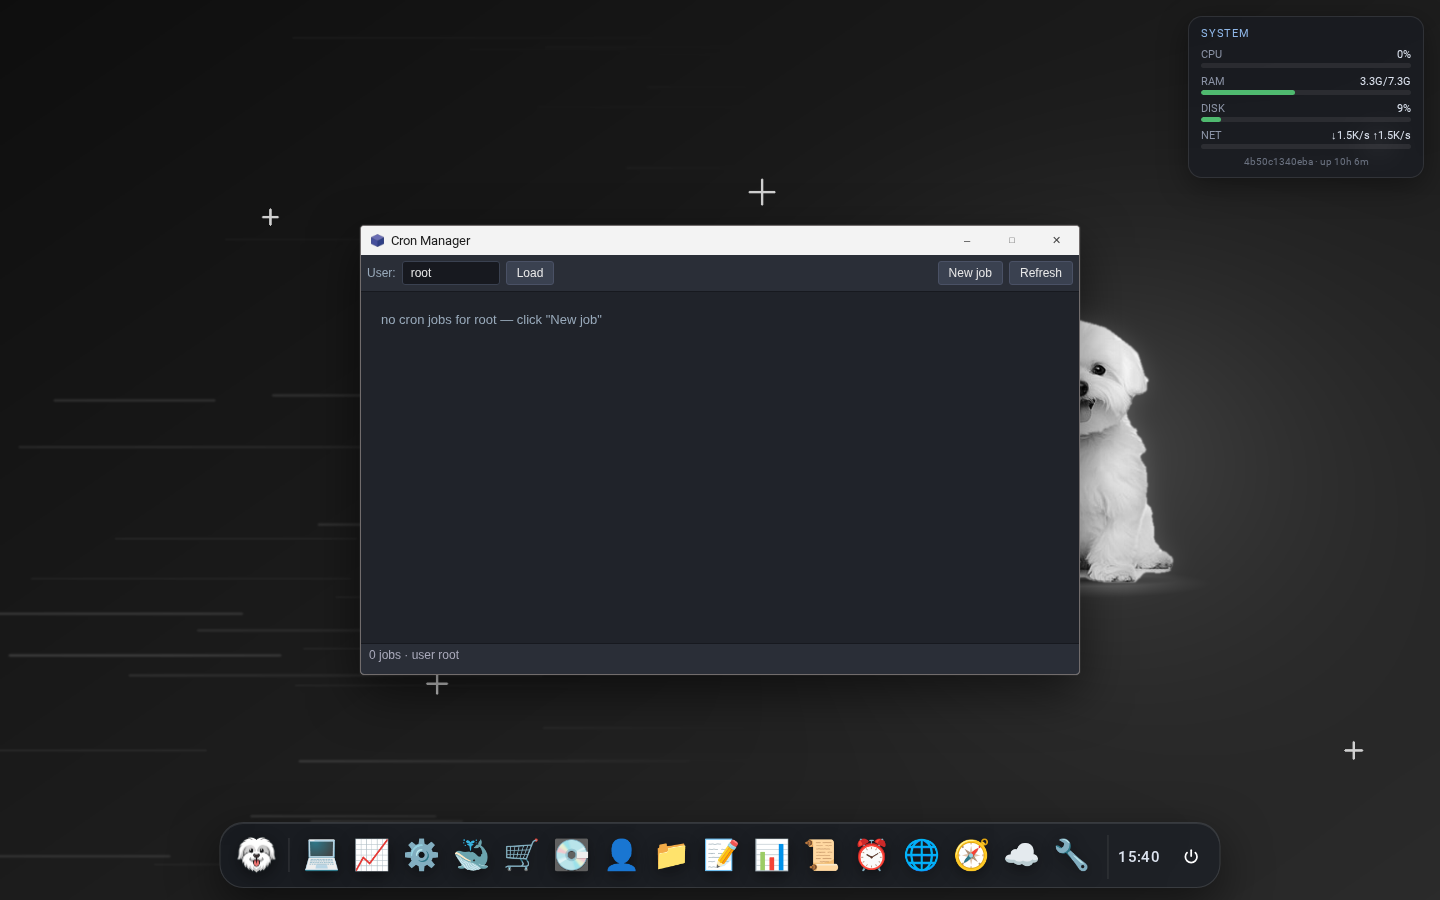 SYSTEM
CPU 0%
RAM 3.3G/7.3G
DISK 9%
NET ↓1.5K/s ↑1.5K/s
4b50c1340eba · up 10h 6m
Cron Manager
User: root Load New job Refresh
no cron jobs for root — click "New job"
0 jobs · user root
15:40